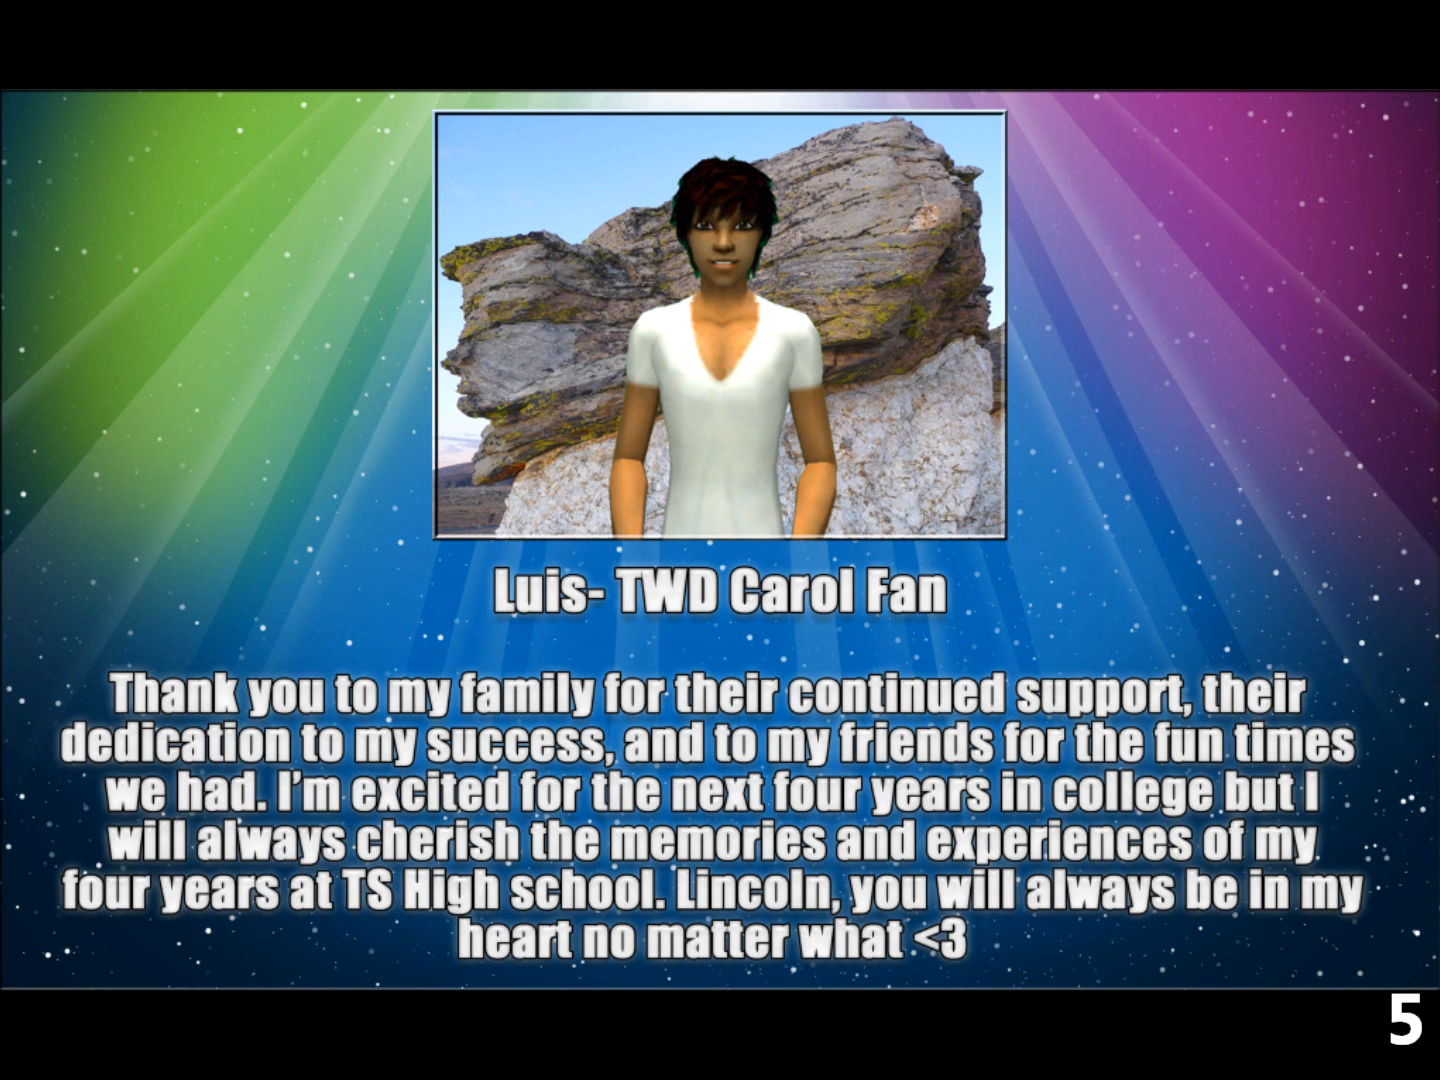 Luis- TWD Carol Fan
Thank you to my family for their continued support, their
dedication to my success, and to my friends for the fun times
we had. I'm excited for the next four years in college but I
will always cherish the memories and experiences of my
four years at TS High school. Lincoln, you will always be in my
heart no matter what <3
5